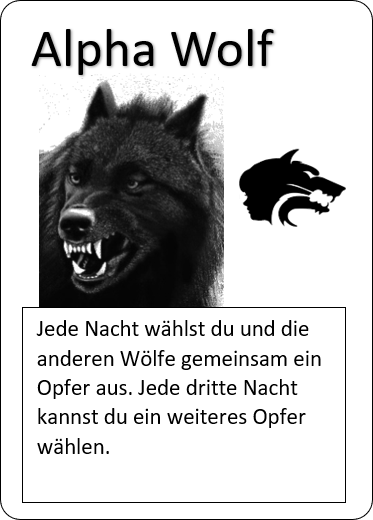 Alpha Wolf
Jede Nacht wählst du und die
anderen Wölfe gemeinsam ein
Opfer aus. Jede dritte Nacht
kannst du ein weiteres Opfer
wählen.